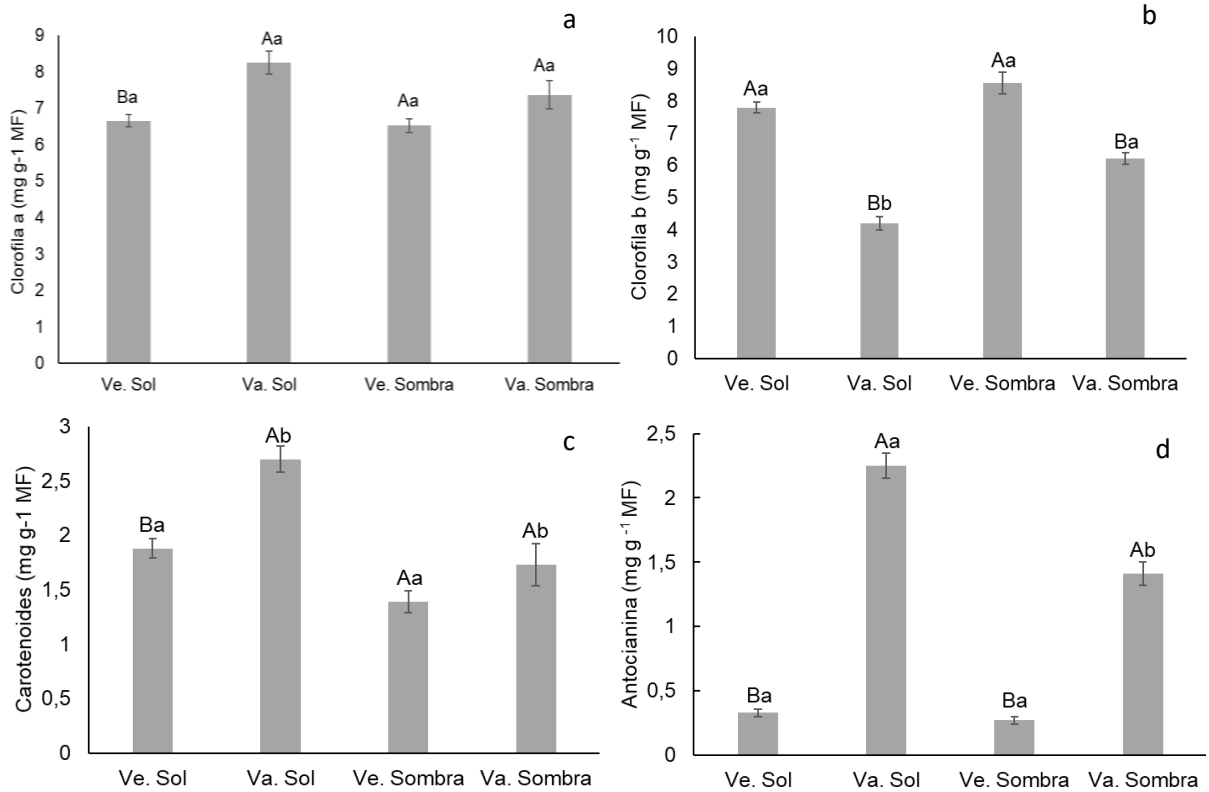 a
Clorofila a (mg g-1 MF)
9
8
7
6
5
4
3
2
1
0
Ba
Aa
Aa
Aa
Ve. Sol
Va. Sol
Ve. Sombra
Va. Sombra
b
Clorofila b (mg g⁻¹ MF)
10
9
8
7
6
5
4
3
2
1
0
Aa
Bb
Aa
Ba
Ve. Sol
Va. Sol
Ve. Sombra
Va. Sombra
c
Carotenoides (mg g-1 MF)
3
2,5
2
1,5
1
0,5
0
Ba
Ab
Aa
Ab
Ve. Sol
Va. Sol
Ve. Sombra
Va. Sombra
d
Antocianina (mg g ⁻¹ MF)
2,5
2
1,5
1
0,5
0
Ba
Aa
Ba
Ab
Ve. Sol
Va. Sol
Ve. Sombra
Va. Sombra